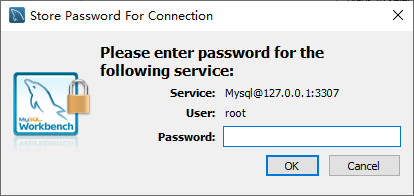 Store Password For Connection
Please enter password for the
following service:
Service: Mysql@127.0.0.1:3307
User: root
Password:
MySQL
Workbench
OK Cancel